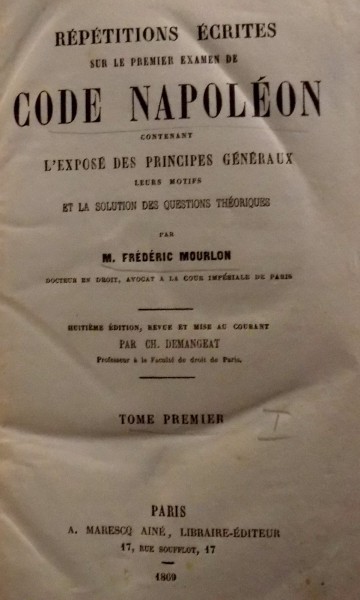 RÉPÉTITIONS ÉCRITES
SUR LE PREMIER EXAMEN DE
CODE NAPOLÉON
CONTENANT
L'EXPOSÉ DES PRINCIPES GÉNÉRAUX
LEURS MOTIFS
ET LA SOLUTION DES QUESTIONS THÉORIQUES
PAR
M. FRÉDÉRIC MOURLON
DOCTEUR EN DROIT, AVOCAT A LA COUR IMPÉRIALE DE PARIS
HUITIÈME ÉDITION, REVUE ET MISE AU COURANT
PAR CH. DEMANGEAT
Professeur à la Faculté de droit de Paris.
TOME PREMIER
I
PARIS
A. MARESCQ AINÉ, LIBRAIRE-ÉDITEUR
17, RUE SOUFFLOT, 17
1869